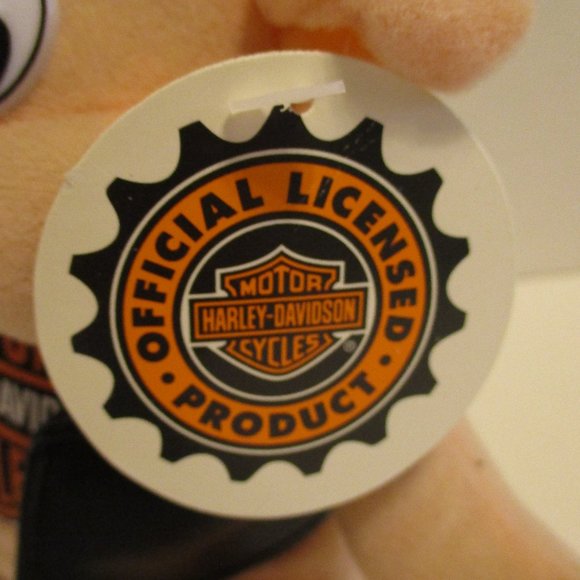 OFFICIAL LICENSED
• PRODUCT •
MOTOR
HARLEY-DAVIDSON
CYCLES
®